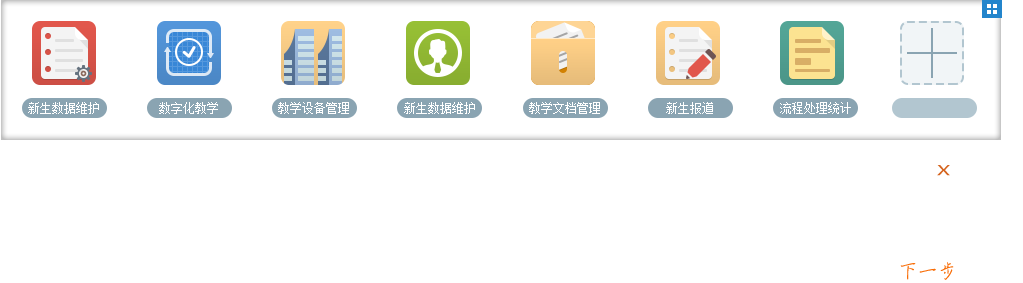 新生数据维护
数字化教学
教学设备管理
新生数据维护
教学文档管理
新生报道
流程处理统计
下一步